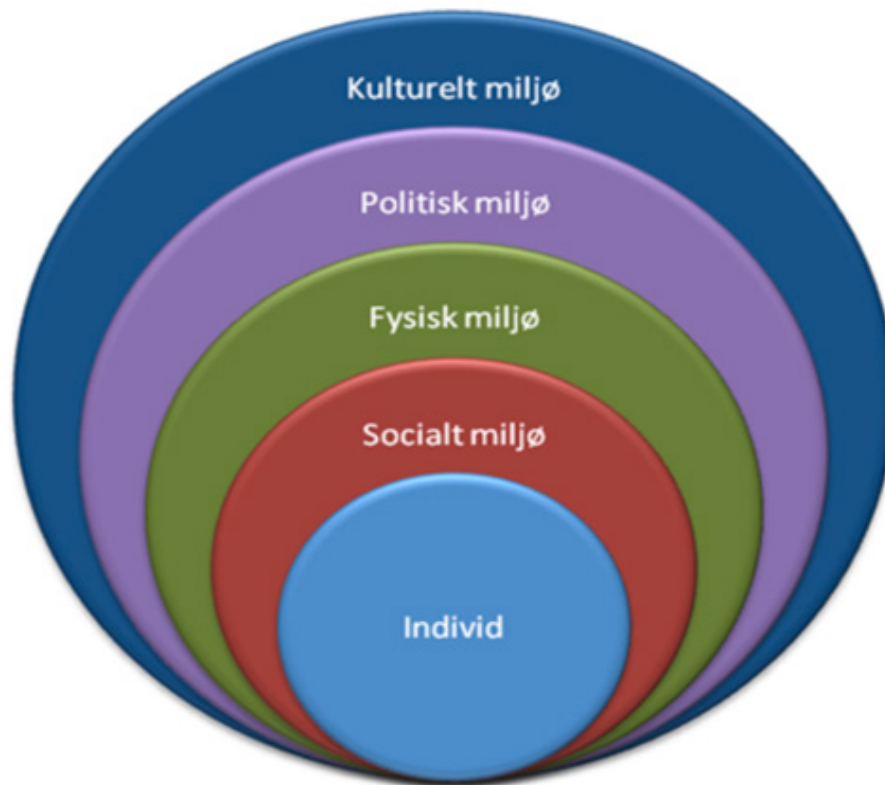 Kulturelt miljø
Politisk miljø
Fysisk miljø
Socialt miljø
Individ